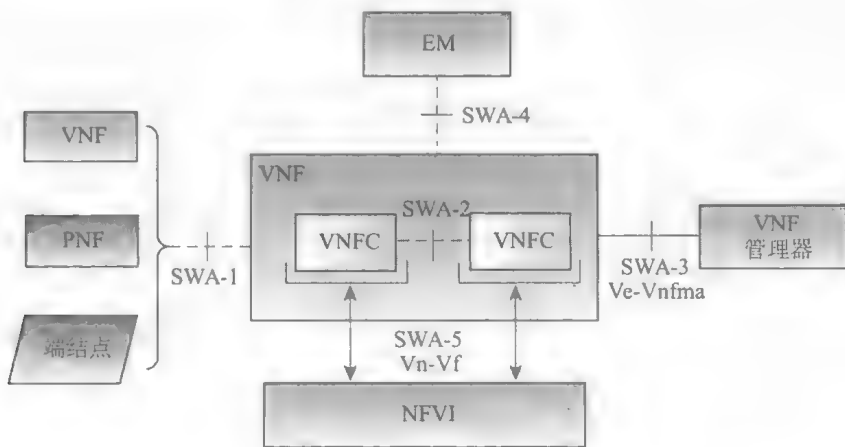 EM
SWA-4
VNF
PNF
端结点
SWA-1
VNF
SWA-2
VNFC
VNFC
VNF
管理器
SWA-3
Ve-Vnfma
SWA-5
Vn-Vf
NFVI